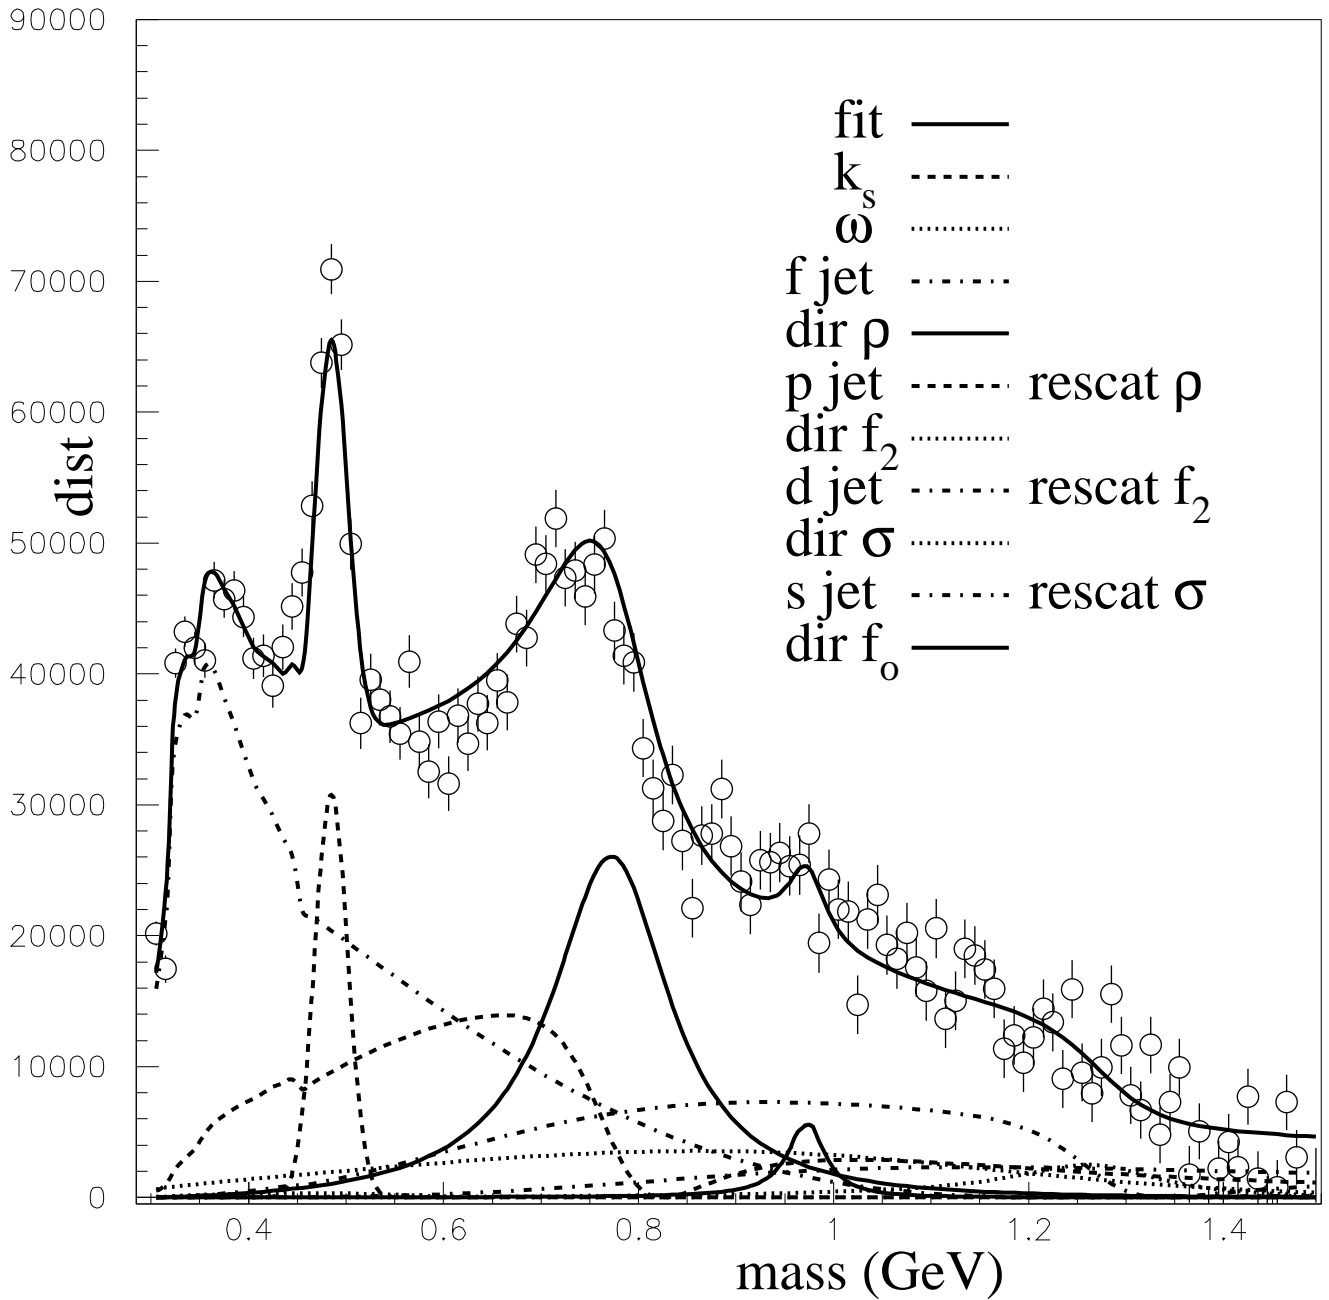 90000
80000
70000
60000
50000
40000
30000
20000
10000
0
dist
fit
ks
ω
f jet
dir ρ
p jet rescat ρ
dir f2
d jet rescat f2
dir σ
s jet rescat σ
dir fo
0.4 0.6 0.8 1 1.2 1.4
mass (GeV)